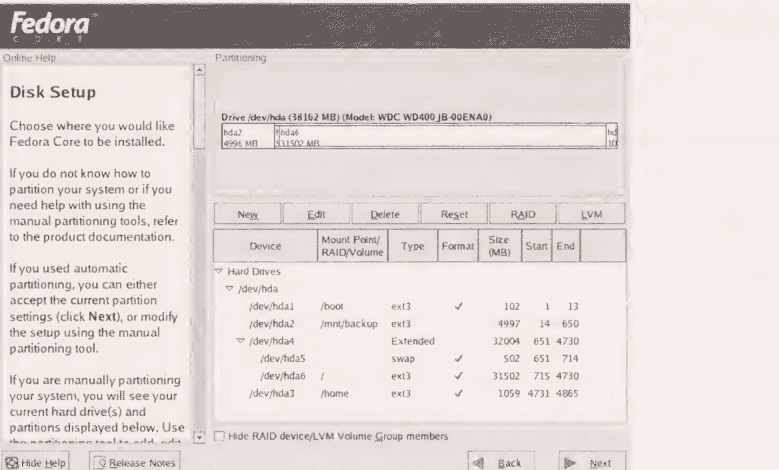 Fedora
CORE
Online Help
Disk Setup
Choose where you would like
Fedora Core to be installed.
If you do not know how to
partition your system or if you
need help with using the
manual partitioning tools, refer
to the product documentation.
If you used automatic
partitioning, you can either
accept the current partition
settings (click Next), or modify
the setup using the manual
partitioning tool.
If you are manually partitioning
your system, you will see your
current hard drive(s) and
partitions displayed below. Use
the partitioning tool to add, edit
Partitioning
Drive /dev/hda (38162 MB) (Model: WDC WD400JB-00ENA0)
hda2 hda6 hd
4996 MB 31502 MB 10
New Edit Delete Reset RAID LVM
Device Mount Point/ RAID/Volume Type Format Size (MB) Start End
Hard Drives
/dev/hda
/dev/hda1 /boot ext3 ✓ 102 1 13
/dev/hda2 /mnt/backup ext3 4997 14 650
/dev/hda4 Extended 32004 651 4730
/dev/hda5 swap ✓ 502 651 714
/dev/hda6 / ext3 ✓ 31502 715 4730
/dev/hda3 /home ext3 ✓ 1059 4731 4865
Hide RAID device/LVM Volume Group members
Hide Help Release Notes Back Next